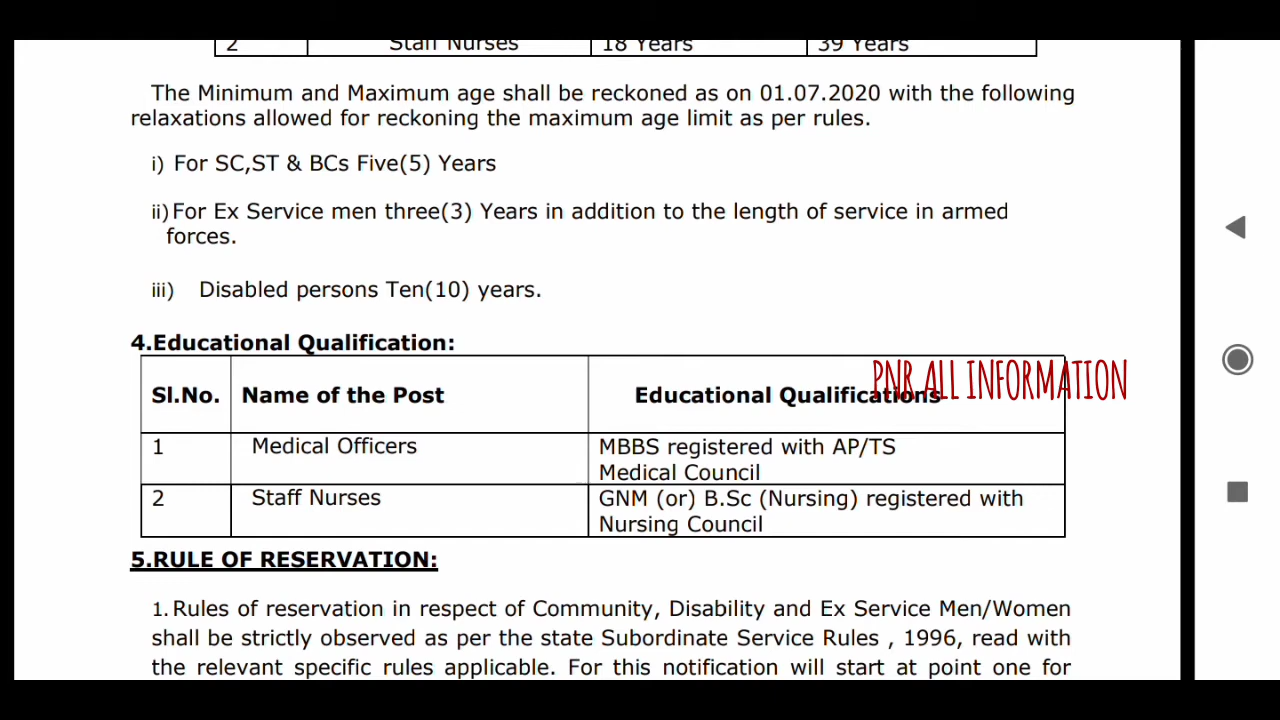 2 Staff Nurses 18 Years 39 Years
The Minimum and Maximum age shall be reckoned as on 01.07.2020 with the following
relaxations allowed for reckoning the maximum age limit as per rules.
i) For SC,ST & BCs Five(5) Years
ii)For Ex Service men three(3) Years in addition to the length of service in armed
forces.
iii) Disabled persons Ten(10) years.
4.Educational Qualification:
PNR ALL INFORMATION
Sl.No. Name of the Post Educational Qualifications
1 Medical Officers MBBS registered with AP/TS
Medical Council
2 Staff Nurses GNM (or) B.Sc (Nursing) registered with
Nursing Council
5.RULE OF RESERVATION:
1.Rules of reservation in respect of Community, Disability and Ex Service Men/Women
shall be strictly observed as per the state Subordinate Service Rules , 1996, read with
the relevant specific rules applicable. For this notification will start at point one for